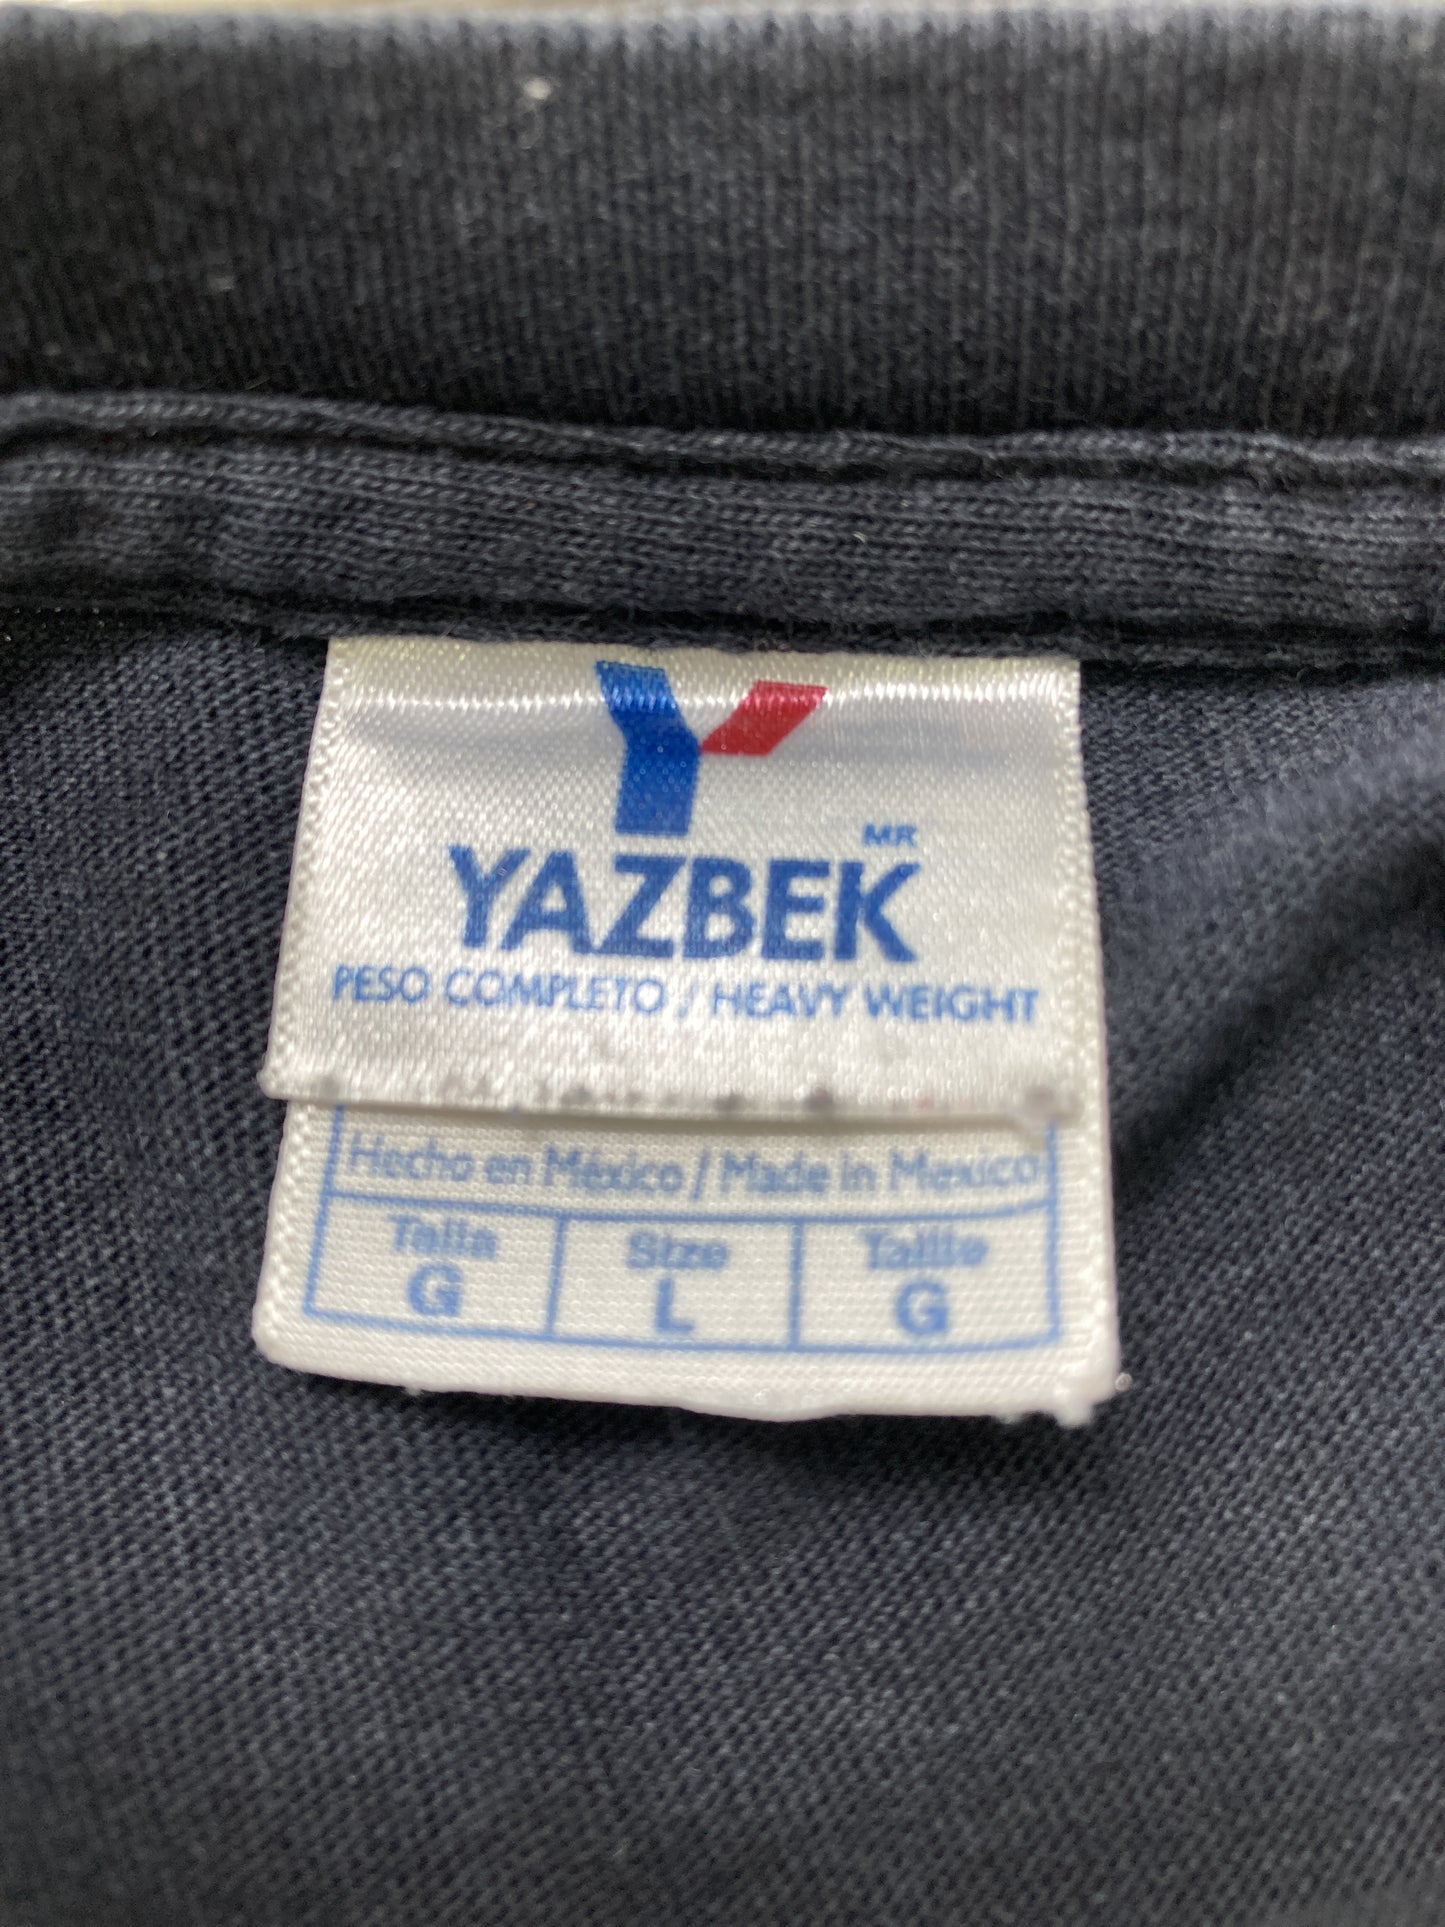 Y
YAZBEK MR
PESO COMPLETO / HEAVY WEIGHT
Hecho en México / Made in Mexico
Talla Size Taille
G L G